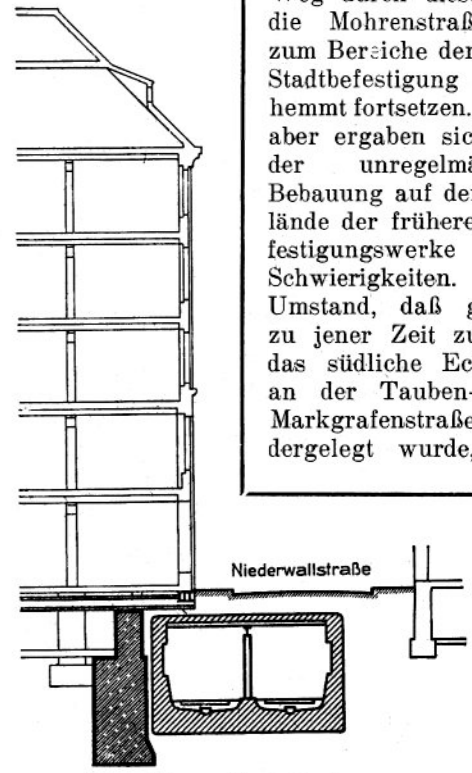 Weg durch diese
die Mohrenstraß
zum Bereiche der
Stadtbefestigung
hemmt fortsetzen.
aber ergaben sic
der unregelmä
Bebauung auf der
lände der frühere
festigungswerke
Schwierigkeiten.
Umstand, daß g
zu jener Zeit zu
das südliche Ec
an der Tauben-
Markgrafenstraße
dergelegt wurde,
Niederwallstraße